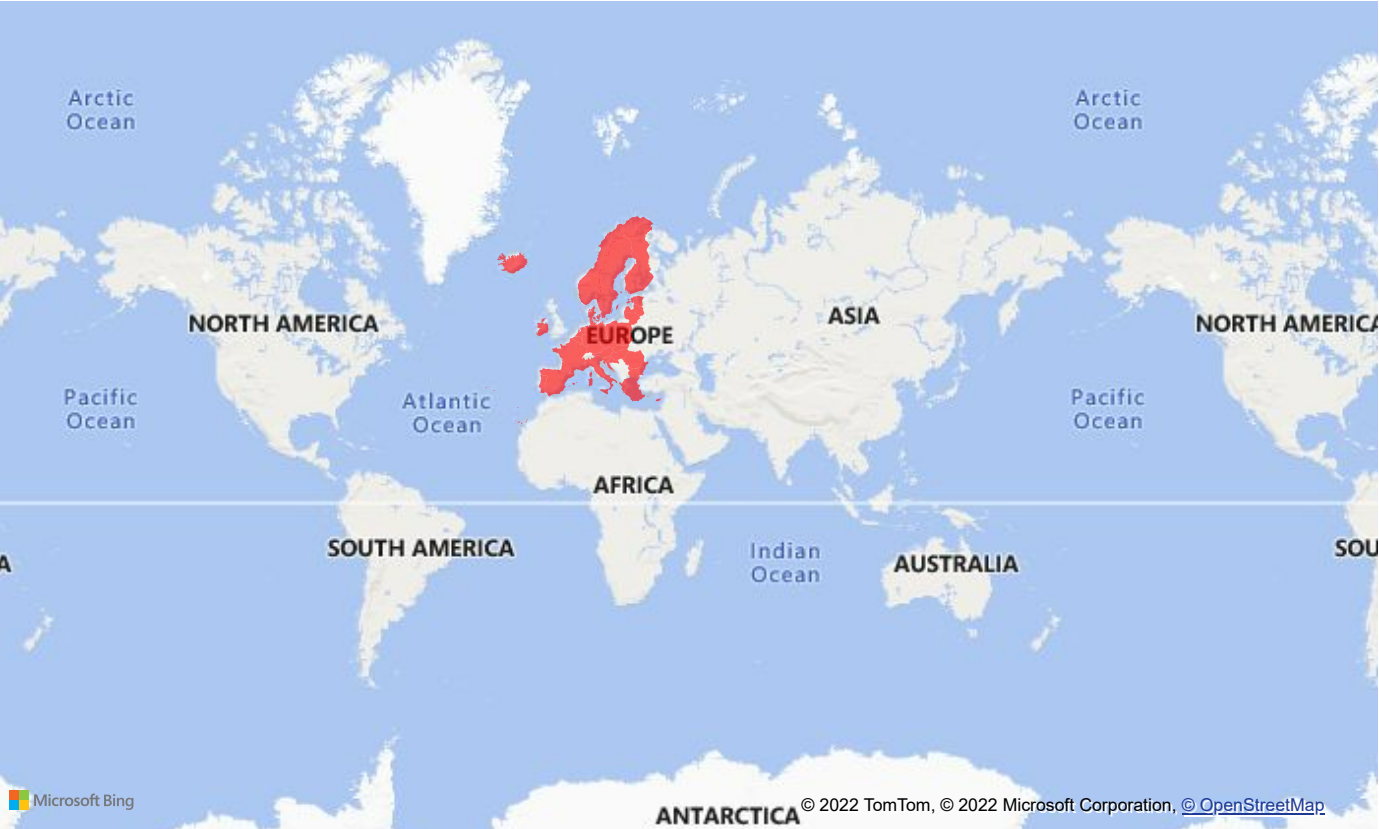 Arctic
Ocean
Arctic
Ocean
NORTH AMERICA
EUROPE
ASIA
NORTH AMERICA
Pacific
Ocean
Atlantic
Ocean
Pacific
Ocean
AFRICA
SOUTH AMERICA
Indian
Ocean
AUSTRALIA
SOU
A
Microsoft Bing
ANTARCTICA
© 2022 TomTom, © 2022 Microsoft Corporation, © OpenStreetMap